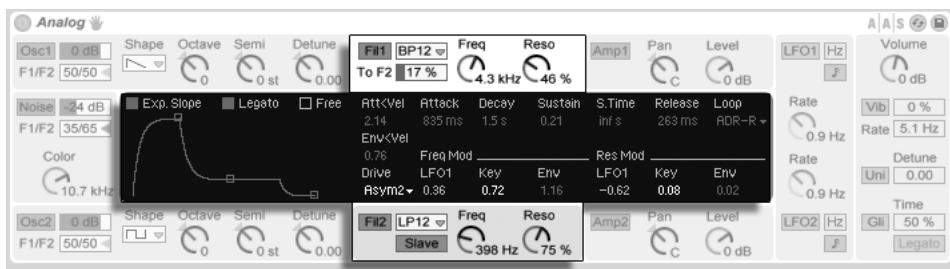 Analog A|A|S
Osc1 0 dB Shape Octave Semi Detune Fil1 BP12 Freq Reso Amp1 Pan Level LFO1 Hz Volume
F1/F2 50/50 0 0 st 0.00 To F2 17 % 4.3 kHz 46 % C 0 dB 0 dB
Noise -24 dB Exp. Slope Legato Free Att<Vel Attack Decay Sustain S.Time Release Loop Rate Vib 0 %
F1/F2 35/65 2.14 835 ms 1.5 s 0.21 inf s 263 ms ADR-R 0.9 Hz Rate 5.1 Hz
Env<Vel
Color 0.76 Freq Mod Res Mod Rate Detune
10.7 kHz Drive LFO1 Key Env LFO1 Key Env 0.9 Hz Uni 0.00
Asym2 0.36 0.72 1.16 -0.62 0.08 0.02
Osc2 0 dB Shape Octave Semi Detune Fil2 LP12 Freq Reso Amp2 Pan Level LFO2 Hz Time
Gli 50 %
F1/F2 50/50 0 0 st 0.00 Slave 398 Hz 75 % C 0 dB Legato